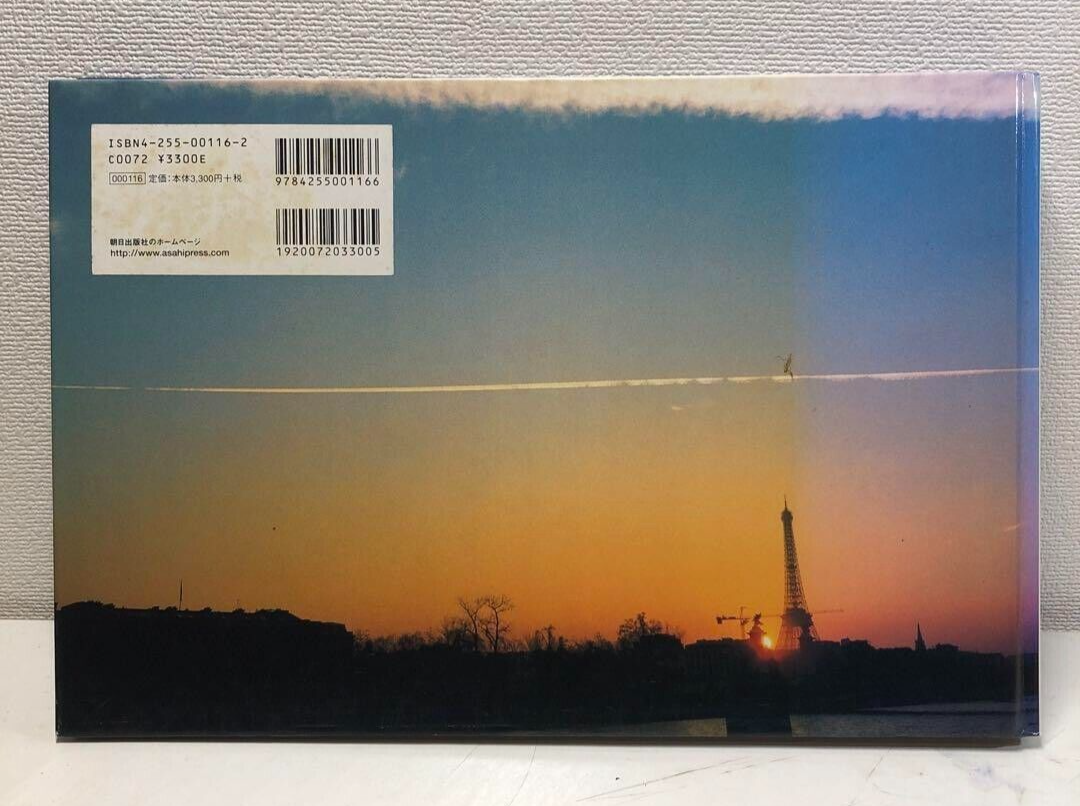 ISBN4-255-00116-2
C0072 ¥3300E
000116 定価:本体3,300円+税
朝日出版社のホームページ
http://www.asahipress.com
9784255001166
1920072033005